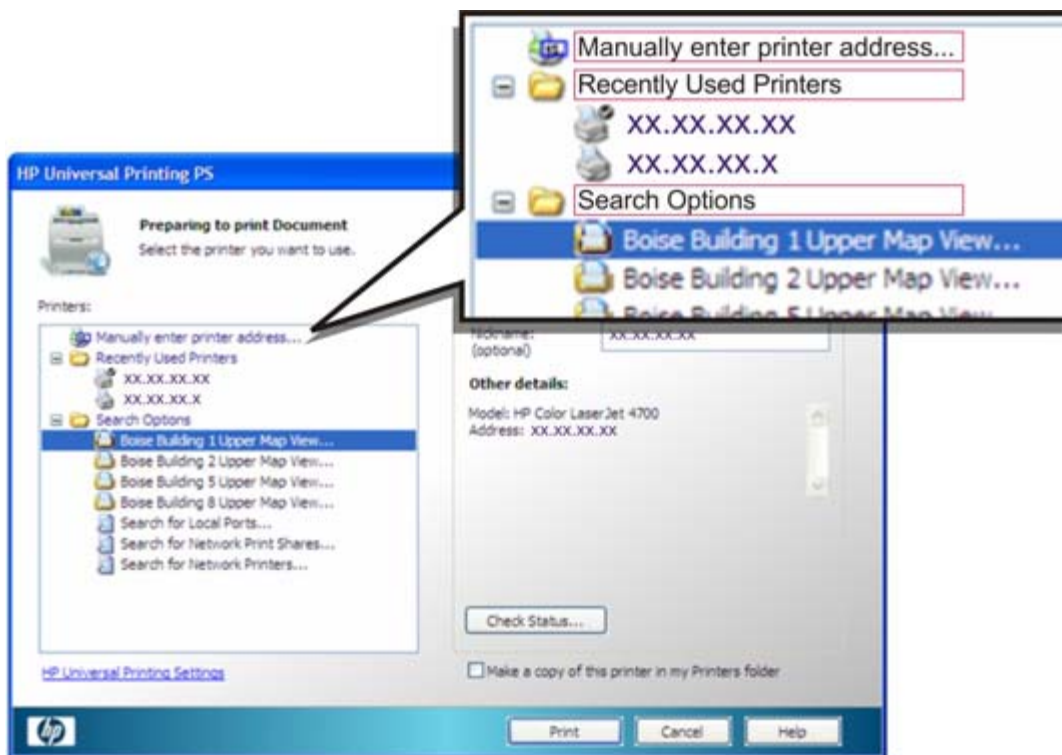 Manually enter printer address...
Recently Used Printers
XX.XX.XX.XX
XX.XX.XX.X
Search Options
Boise Building 1 Upper Map View...
Boise Building 2 Upper Map View...
Boise Building 5 Upper Map View...
HP Universal Printing PS
Preparing to print Document
Select the printer you want to use.
Printers:
Manually enter printer address...
Recently Used Printers
XX.XX.XX.XX
XX.XX.XX.X
Search Options
Boise Building 1 Upper Map View...
Boise Building 2 Upper Map View...
Boise Building 5 Upper Map View...
Boise Building 8 Upper Map View...
Search for Local Ports...
Search for Network Print Shares...
Search for Network Printers...
HP Universal Printing Settings
Nickname:
(optional)
XX.XX.XX.XX
Other details:
Model: HP Color LaserJet 4700
Address: XX.XX.XX.XX
Check Status...
Make a copy of this printer in my Printers folder
hp
Print
Cancel
Help